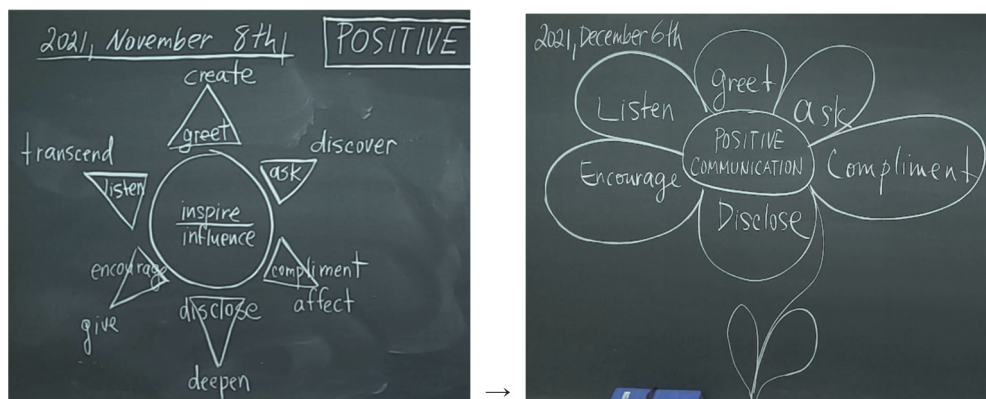 2021, November 8th,
POSITIVE
create
greet
transcend
discover
listen
ask
inspire
influence
encourage
compliment
affect
give
disclose
deepen
→
2021, December 6th
greet
Listen
ask
POSITIVE
COMMUNICATION
Encourage
Compliment
Disclose